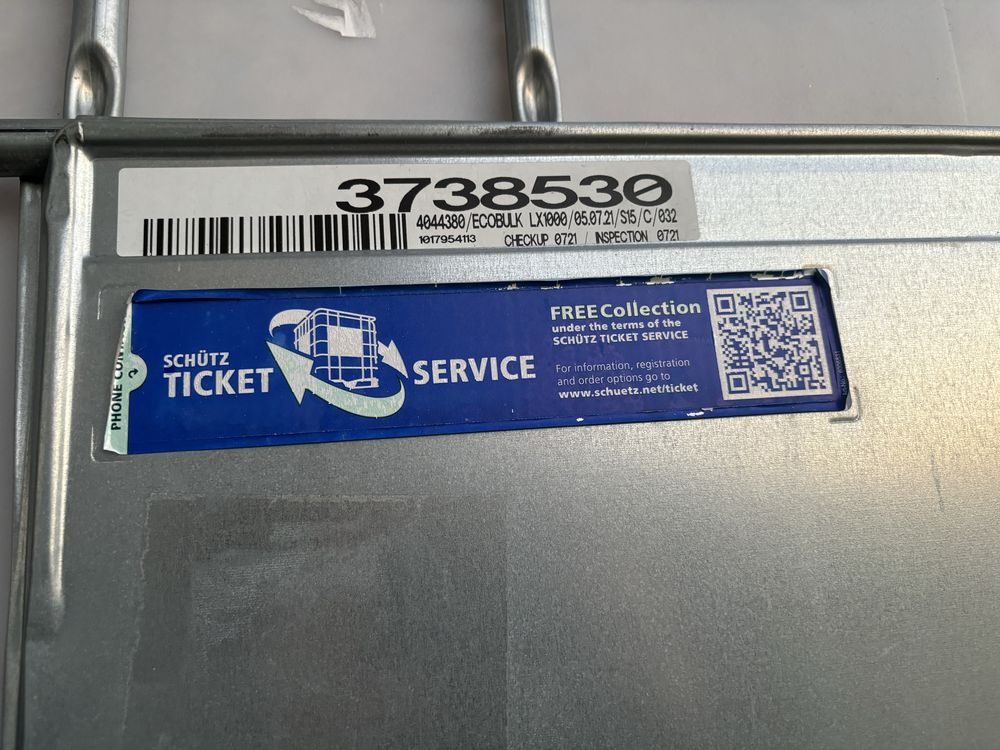 3738530
4044380/ECOBULK LX1000/05.07.21/S15/C/032
1017954113 CHECKUP 0721 / INSPECTION 0721
SCHÜTZ
TICKET SERVICE
FREE Collection
under the terms of the
SCHÜTZ TICKET SERVICE
For information, registration
and order options go to
www.schuetz.net/ticket
PHONE